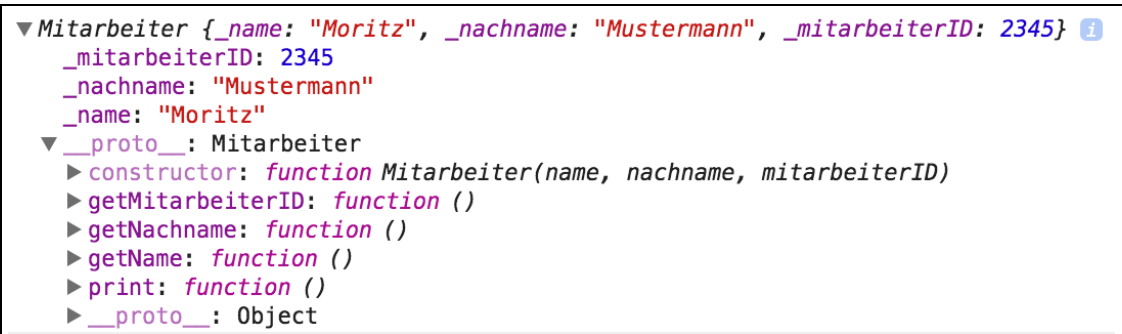 ▼Mitarbeiter {_name: "Moritz", _nachname: "Mustermann", _mitarbeiterID: 2345} i
_mitarbeiterID: 2345
_nachname: "Mustermann"
_name: "Moritz"
▼__proto__: Mitarbeiter
▶constructor: function Mitarbeiter(name, nachname, mitarbeiterID)
▶getMitarbeiterID: function ()
▶getNachname: function ()
▶getName: function ()
▶print: function ()
▶__proto__: Object